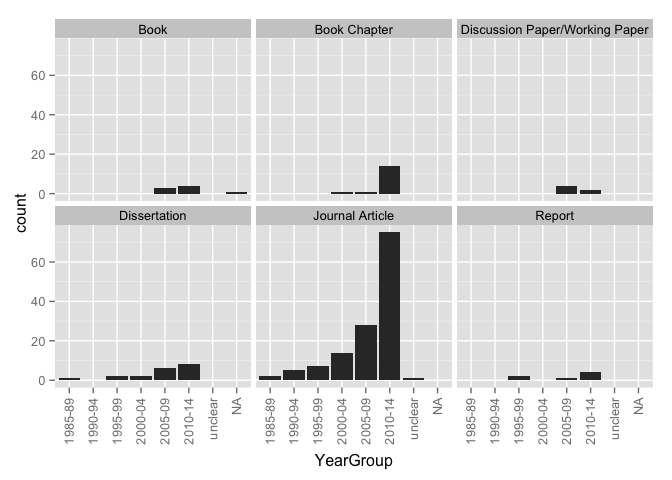 Book
Book Chapter
Discussion Paper/Working Paper
60
40
20
0
Dissertation
Journal Article
Report
60
40
20
0
count
1985-89
1990-94
1995-99
2000-04
2005-09
2010-14
unclear
NA
1985-89
1990-94
1995-99
2000-04
2005-09
2010-14
unclear
NA
1985-89
1990-94
1995-99
2000-04
2005-09
2010-14
unclear
NA
YearGroup